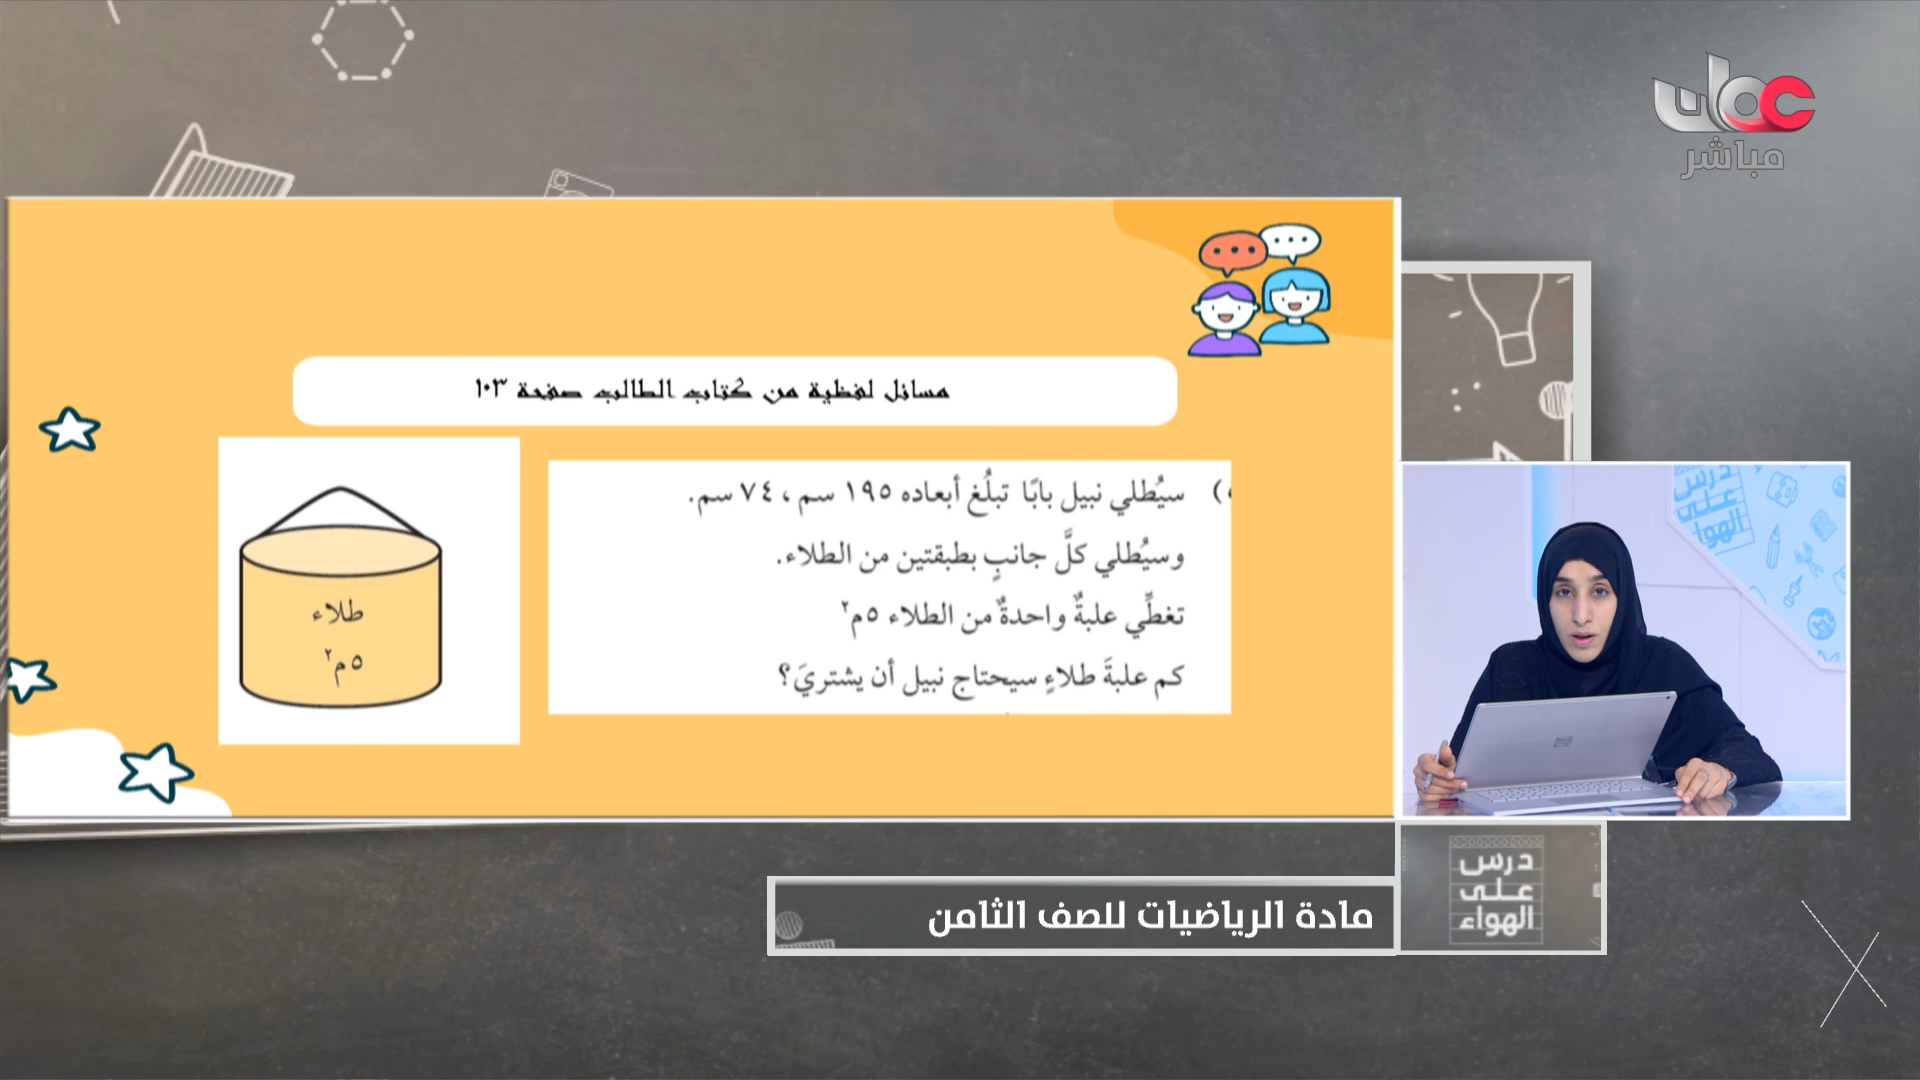 عمان
مباشر
مسائل لفظية من كتاب الطالب صفحة ١٠٣
سيُطلي نبيل بابًا تبلُغ أبعاده ١٩٥ سم ، ٧٤ سم.
وسيُطلي كلَّ جانبٍ بطبقتين من الطلاء.
تغطِّي علبةٌ واحدةٌ من الطلاء ٥م٢
كم علبةَ طلاءٍ سيحتاج نبيل أن يشتريَ؟
طلاء
٥م٢
درس
على
الهواء
درس
على
الهواء
مادة الرياضيات للصف الثامن